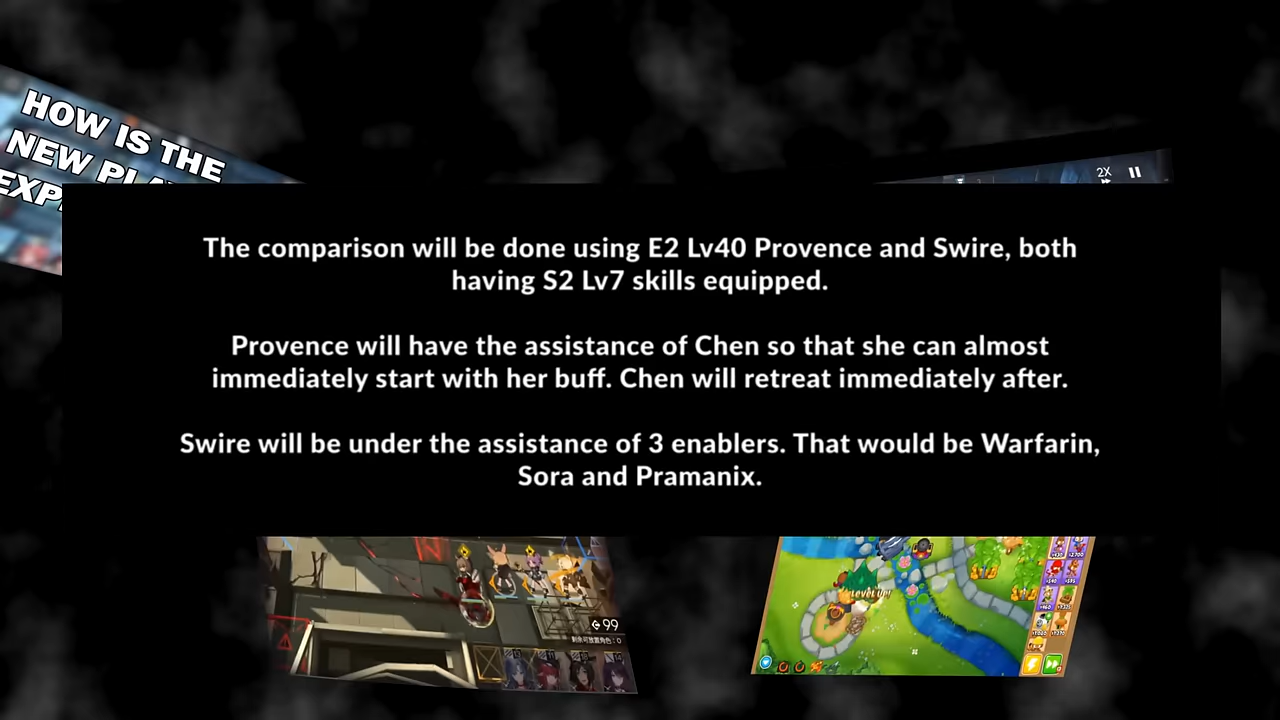 HOW IS THE
NEW
2X
The comparison will be done using E2 Lv40 Provence and Swire, both
having S2 Lv7 skills equipped.
Provence will have the assistance of Chen so that she can almost
immediately start with her buff. Chen will retreat immediately after.
Swire will be under the assistance of 3 enablers. That would be Warfarin,
Sora and Pramanix.
LEVEL UP!
99